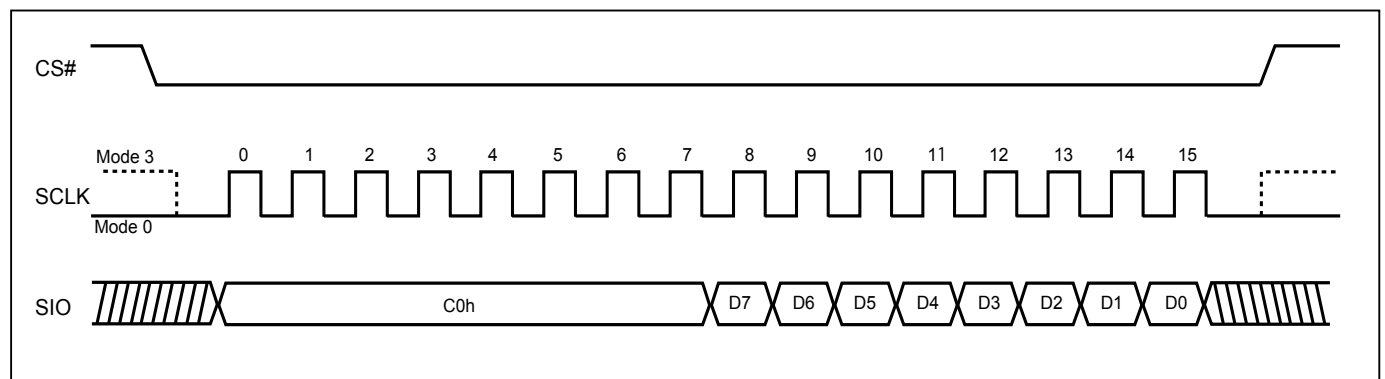 CS#
Mode 3 0 1 2 3 4 5 6 7 8 9 10 11 12 13 14 15
SCLK
Mode 0
SIO C0h D7 D6 D5 D4 D3 D2 D1 D0